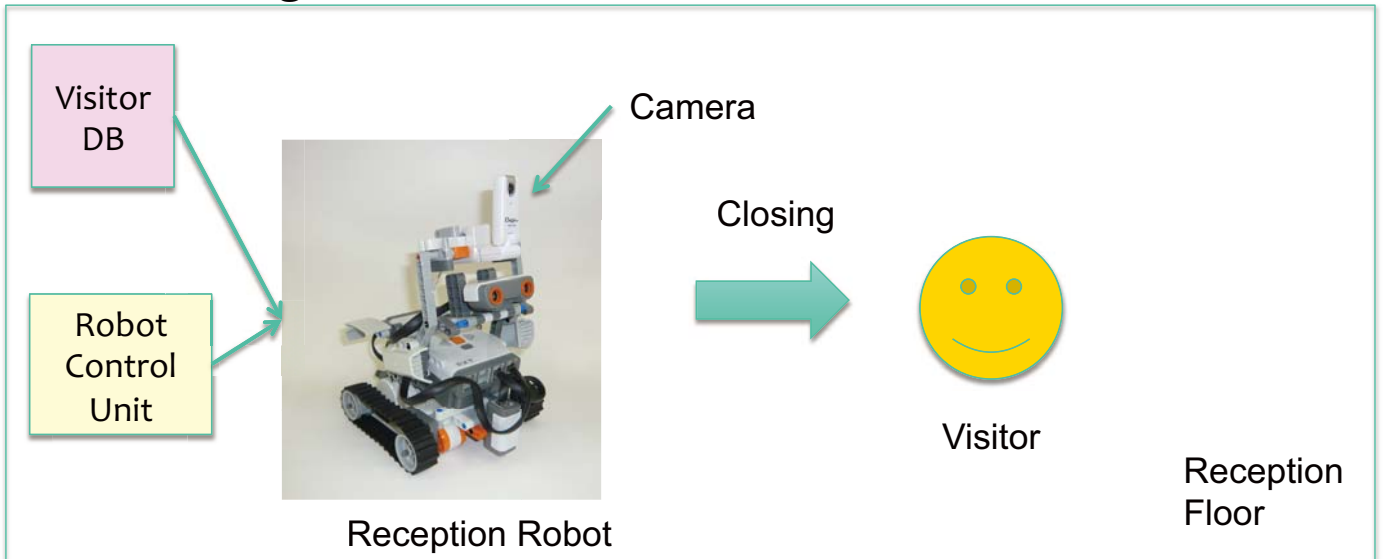 Visitor
DB
Camera
Closing
Robot
Control
Unit
Visitor
Reception
Floor
Reception Robot